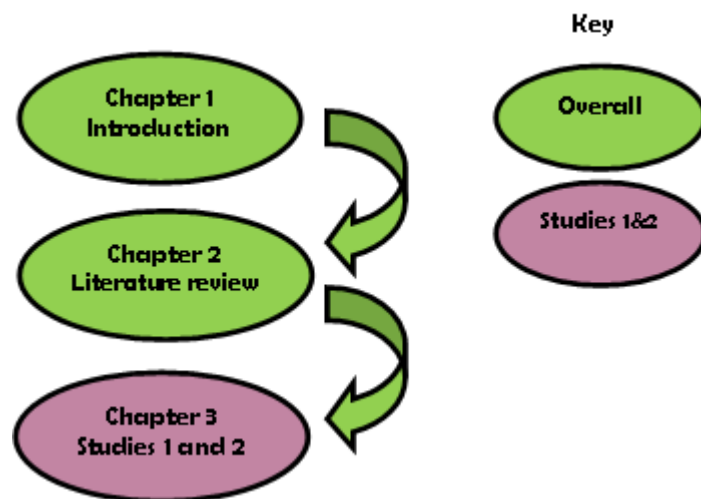 Key
Chapter 1
Introduction
Overall
Studies 1&2
Chapter 2
Literature review
Chapter 3
Studies 1 and 2